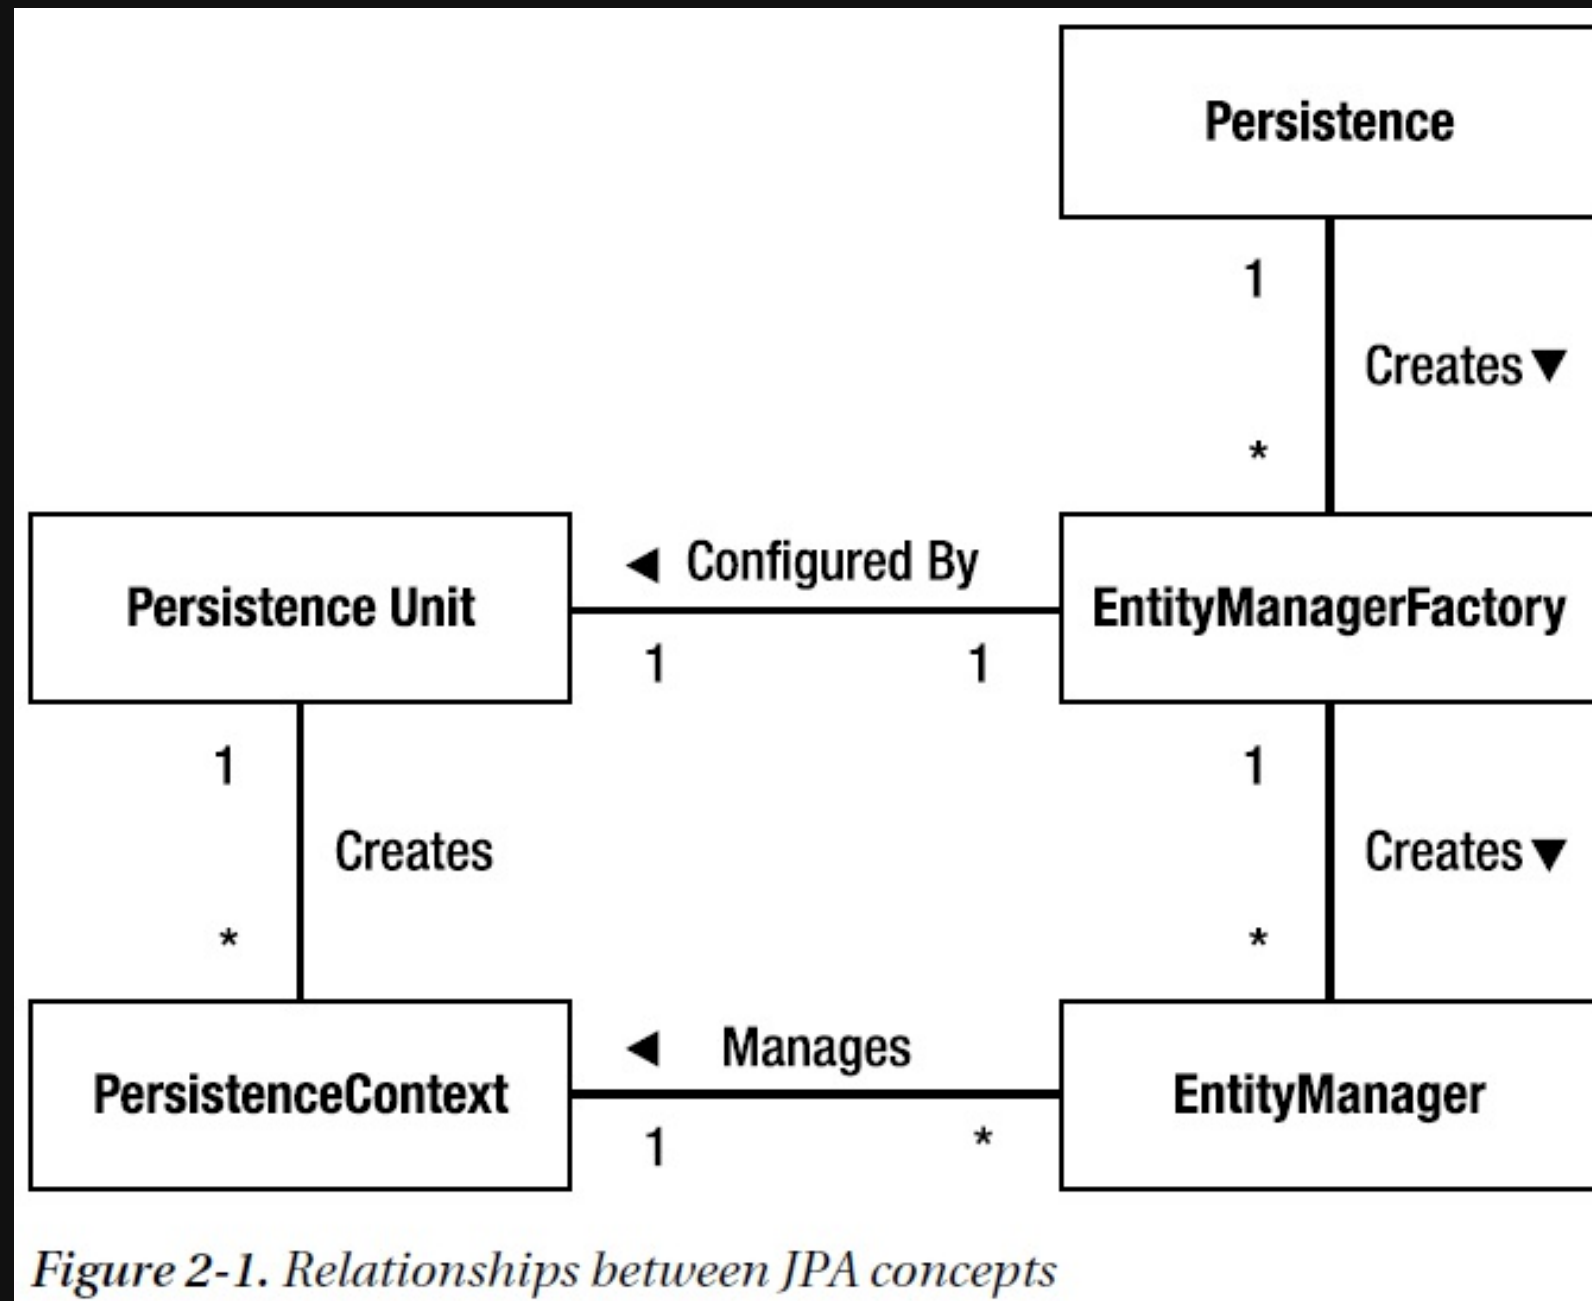 Persistence
1
Creates ▼
*
Persistence Unit
◀ Configured By
1 1
EntityManagerFactory
1
Creates
*
1
Creates ▼
*
PersistenceContext
◀ Manages
1 *
EntityManager
Figure 2-1. Relationships between JPA concepts